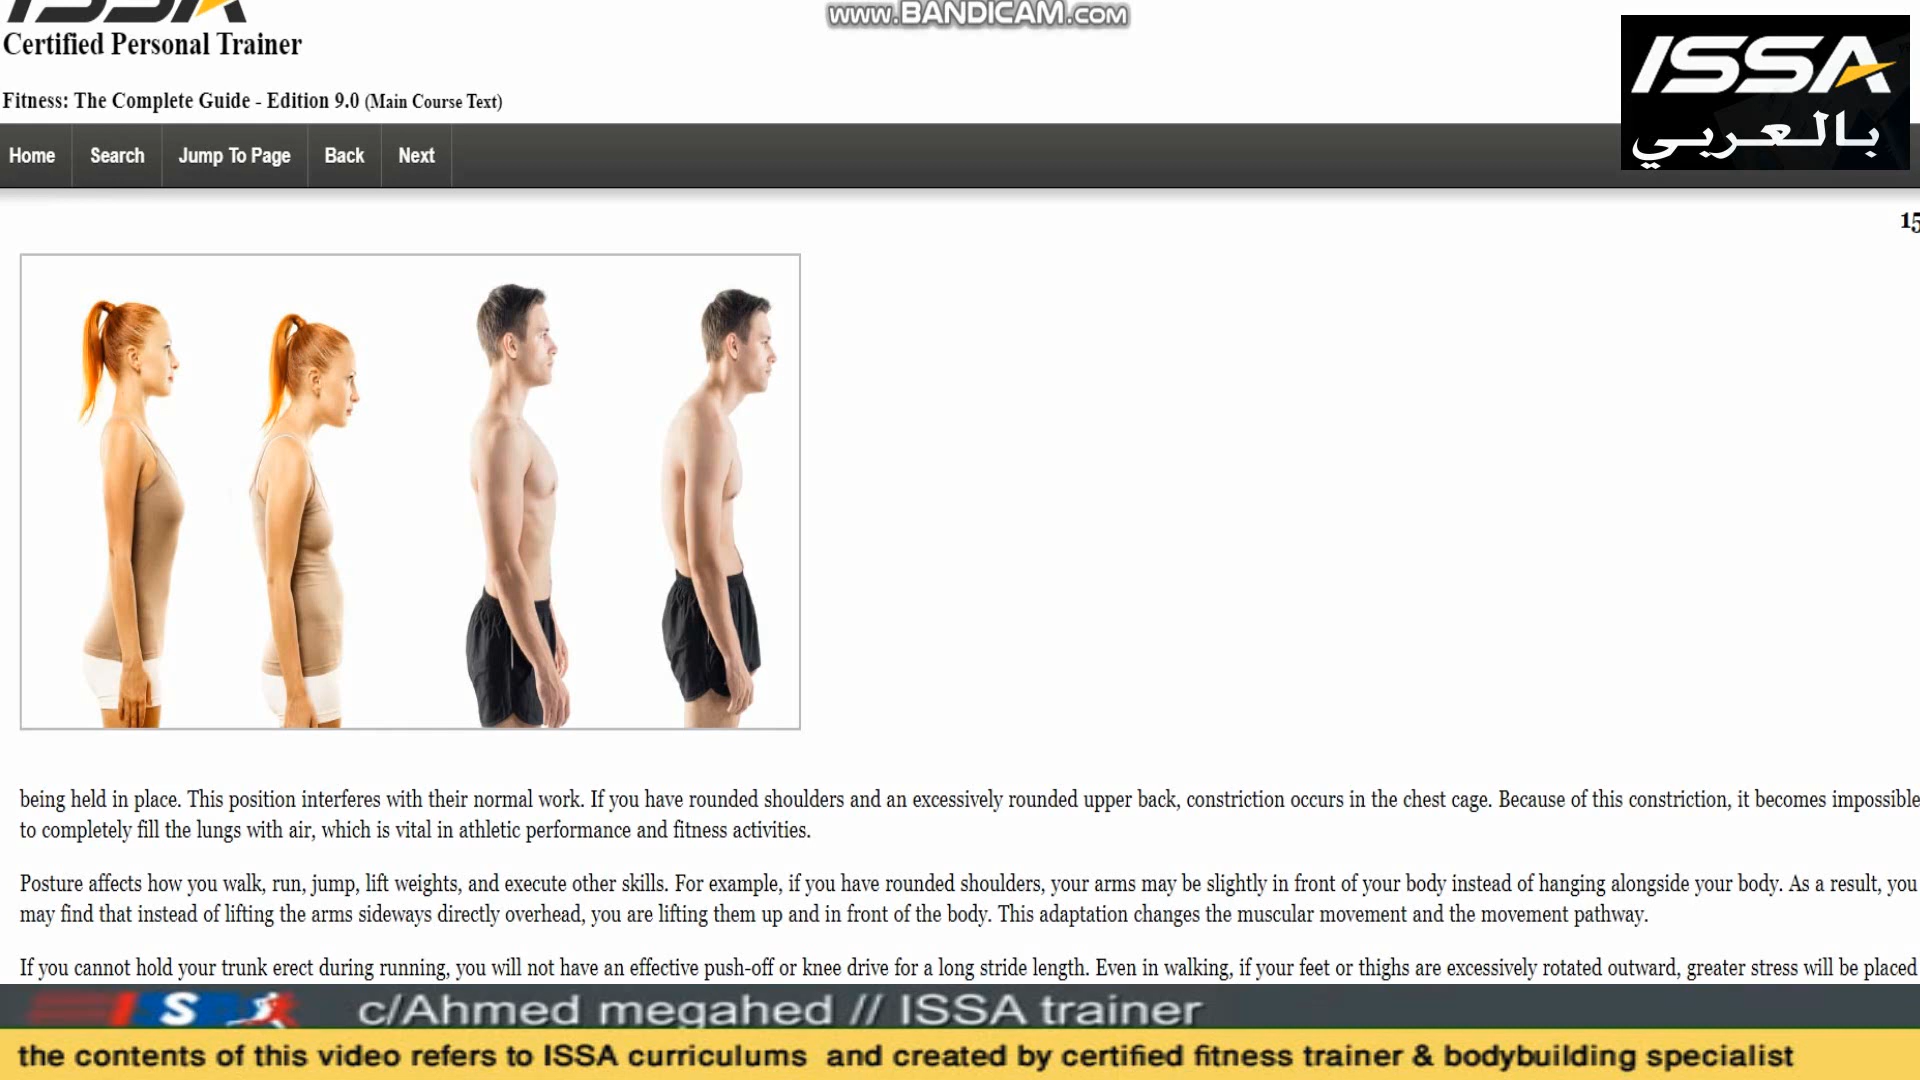 ISSA
www.BANDICAM.com
Certified Personal Trainer
ISSA
بالعربي
Fitness: The Complete Guide - Edition 9.0 (Main Course Text)
Home Search Jump To Page Back Next
15
being held in place. This position interferes with their normal work. If you have rounded shoulders and an excessively rounded upper back, constriction occurs in the chest cage. Because of this constriction, it becomes impossible
to completely fill the lungs with air, which is vital in athletic performance and fitness activities.
Posture affects how you walk, run, jump, lift weights, and execute other skills. For example, if you have rounded shoulders, your arms may be slightly in front of your body instead of hanging alongside your body. As a result, you
may find that instead of lifting the arms sideways directly overhead, you are lifting them up and in front of the body. This adaptation changes the muscular movement and the movement pathway.
If you cannot hold your trunk erect during running, you will not have an effective push-off or knee drive for a long stride length. Even in walking, if your feet or thighs are excessively rotated outward, greater stress will be placed
c/Ahmed megahed // ISSA trainer
the contents of this video refers to ISSA curriculums and created by certified fitness trainer & bodybuilding specialist